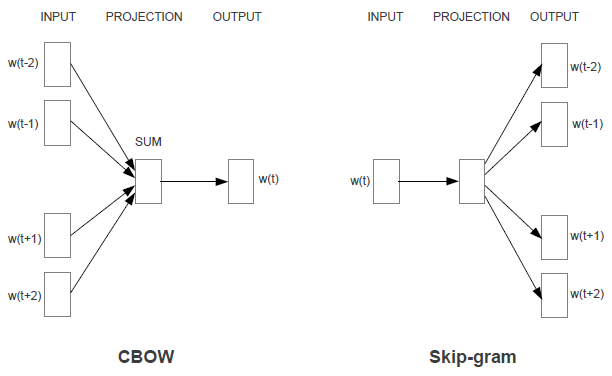 INPUT PROJECTION OUTPUT
w(t-2)
w(t-1)
SUM
w(t)
w(t+1)
w(t+2)
CBOW
INPUT PROJECTION OUTPUT
w(t-2)
w(t-1)
w(t)
w(t+1)
w(t+2)
Skip-gram